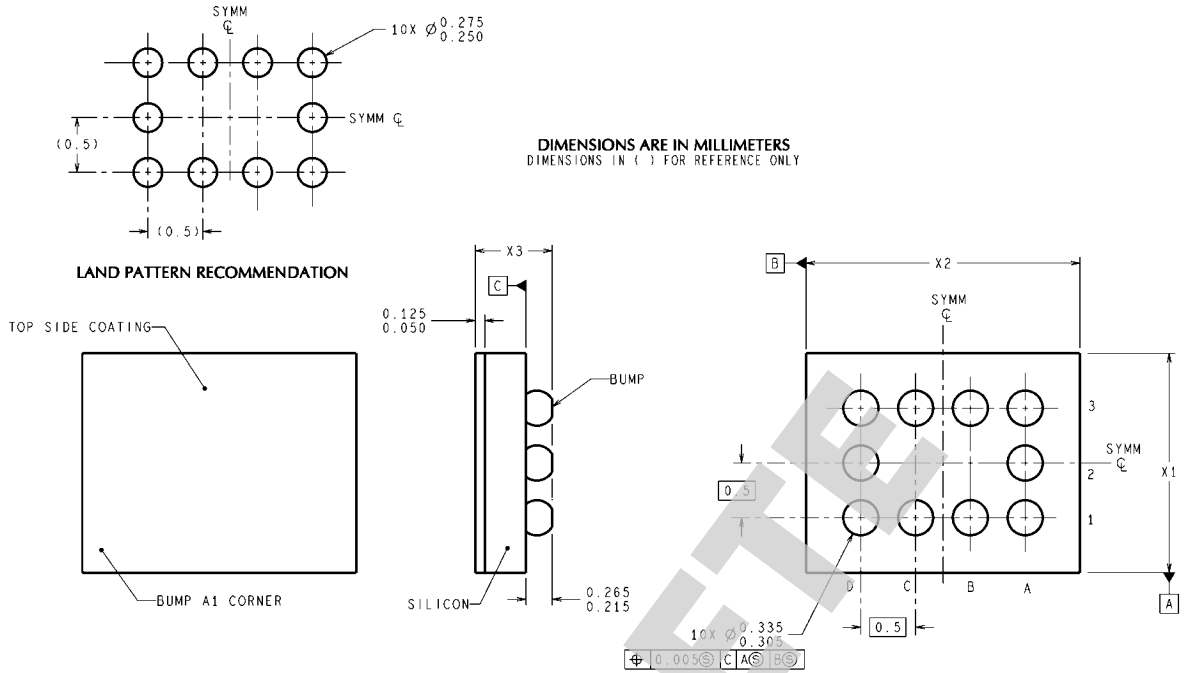 SYMM
℄
10X Ø 0.275
0.250
SYMM ℄
(0.5)
(0.5)
DIMENSIONS ARE IN MILLIMETERS
DIMENSIONS IN ( ) FOR REFERENCE ONLY
LAND PATTERN RECOMMENDATION
TOP SIDE COATING
BUMP A1 CORNER
X3
C
0.125
0.050
BUMP
SILICON
0.265
0.215
B
X2
SYMM
℄
3
SYMM
℄
2
X1
1
0.5
D C B A
A
0.5
10X Ø 0.335
0.305
⌖ 0.005Ⓢ C AⓈ BⓈ
ETE